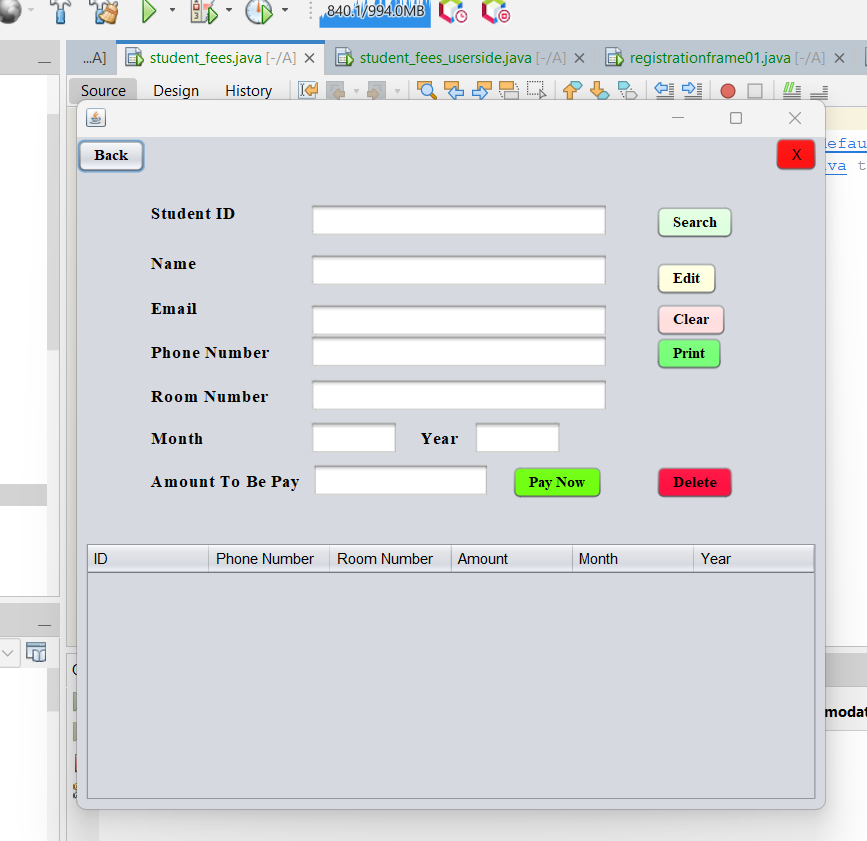 840.1/994.0MB
...A] student_fees.java [-/A] student_fees_userside.java [-/A] registrationframe01.java [-/A]
Source Design History
Back X
Student ID Search
Name Edit
Email Clear
Phone Number Print
Room Number
Month Year
Amount To Be Pay Pay Now Delete
ID Phone Number Room Number Amount Month Year
efau
va t
modat